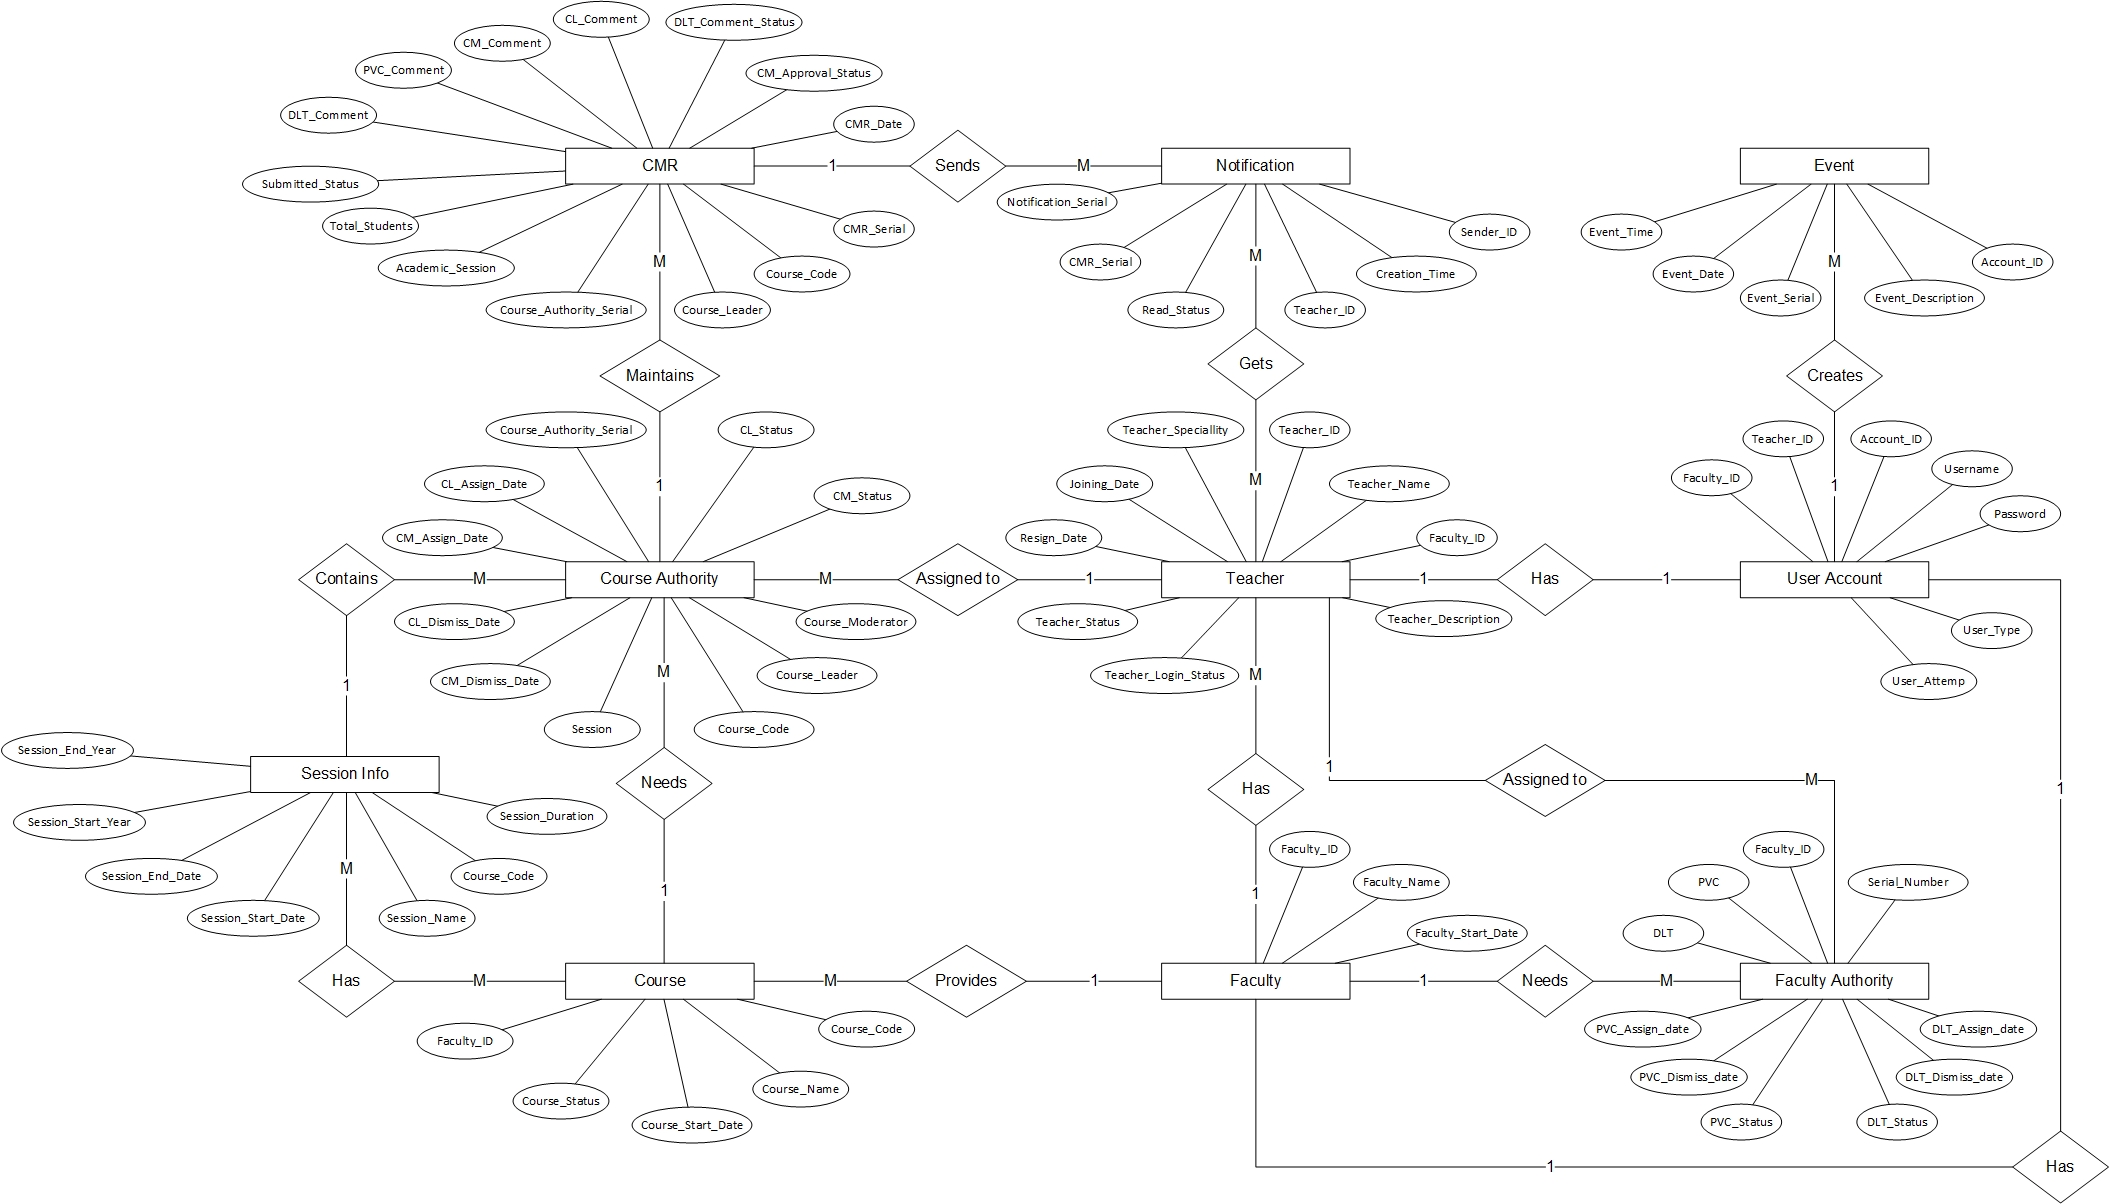 CL_Comment
DLT_Comment_Status
CM_Comment
PVC_Comment
CM_Approval_Status
DLT_Comment
CMR_Date
CMR
1
Sends
M
Notification
Event
Submitted_Status
Notification_Serial
Total_Students
CMR_Serial
Sender_ID
Event_Time
M
M
M
CMR_Serial
Account_ID
Academic_Session
Course_Code
Creation_Time
Event_Date
Event_Serial
Event_Description
Course_Authority_Serial
Course_Leader
Read_Status
Teacher_ID
Gets
Maintains
Creates
Course_Authority_Serial
CL_Status
Teacher_Speciallity
Teacher_ID
Teacher_ID
Account_ID
Username
Faculty_ID
CL_Assign_Date
1
Joining_Date
M
Teacher_Name
1
CM_Status
Password
CM_Assign_Date
Resign_Date
Faculty_ID
Contains
M
Course Authority
M
Assigned to
1
Teacher
1
Has
1
User Account
CL_Dismiss_Date
Course_Moderator
Teacher_Status
Teacher_Description
User_Type
M
Course_Leader
Teacher_Login_Status
M
CM_Dismiss_Date
User_Attemp
1
Session
Course_Code
Session_End_Year
Session Info
Needs
1
Assigned to
M
Has
1
Session_Start_Year
Session_Duration
Faculty_ID
Faculty_ID
M
Session_End_Date
Course_Code
1
1
Faculty_Name
PVC
Serial_Number
Session_Start_Date
Session_Name
Faculty_Start_Date
DLT
Has
M
Course
M
Provides
1
Faculty
1
Needs
M
Faculty Authority
Faculty_ID
Course_Code
PVC_Assign_date
DLT_Assign_date
PVC_Dismiss_date
DLT_Dismiss_date
Course_Name
Course_Status
Course_Start_Date
PVC_Status
DLT_Status
1
Has